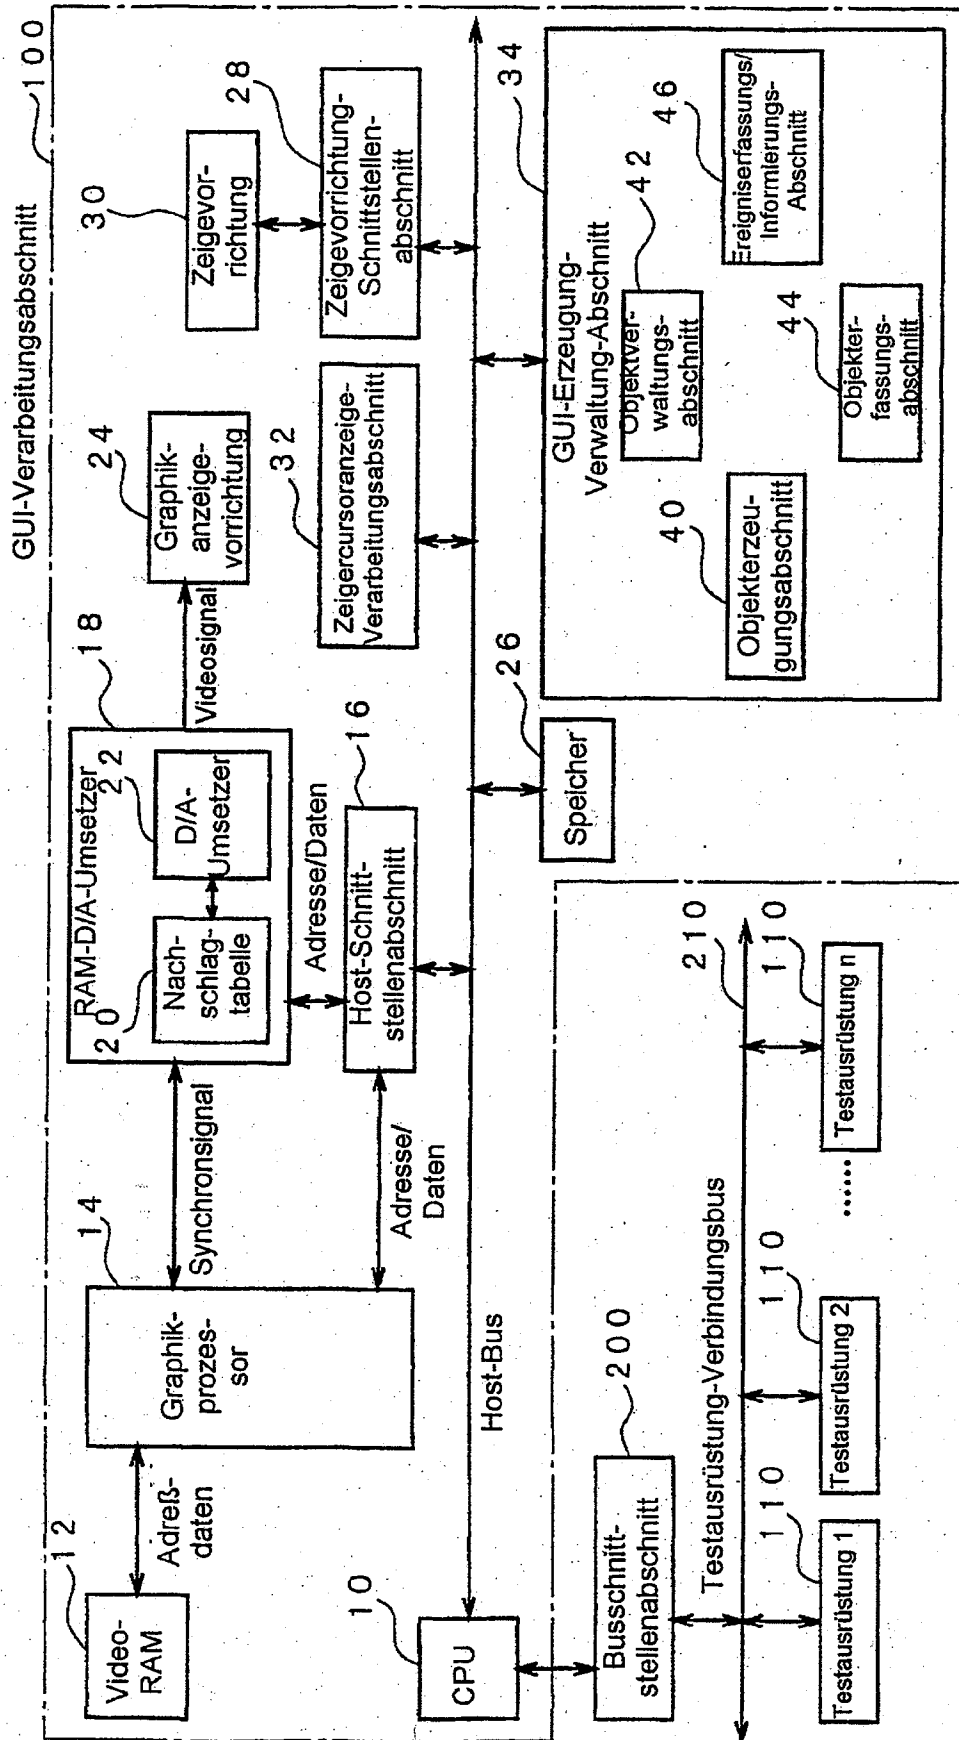 GUI-Verarbeitungsabschnitt
100
12
Video-
RAM
Adreß-
daten
14
Graphik-
prozes-
sor
Synchronsignal
RAM-D/A-Umsetzer
18
20
Nach-
schlag-
tabelle
22
D/A-
Umsetzer
Videosignal
24
Graphik-
anzeige-
vorrichtung
30
Zeigevor-
richtung
Adresse/
Daten
Adresse/Daten
16
Host-Schnitt-
stellenabschnitt
32
Zeigercursoranzeige-
Verarbeitungsabschnitt
28
Zeigevorrichtung-
Schnittstellen-
abschnitt
10
CPU
Host-Bus
26
Speicher
34
GUI-Erzeugung-
Verwaltung-Abschnitt
40
Objekterzeu-
gungsabschnitt
42
Objektver-
waltungs-
abschnitt
44
Objekter-
fassungs-
abschnitt
46
Ereigniserfassungs/
Informierungs-
Abschnitt
200
Busschnitt-
stellenabschnitt
Testausrüstung-Verbindungsbus
210
110
Testausrüstung 1
110
Testausrüstung 2
......
110
Testausrüstung n